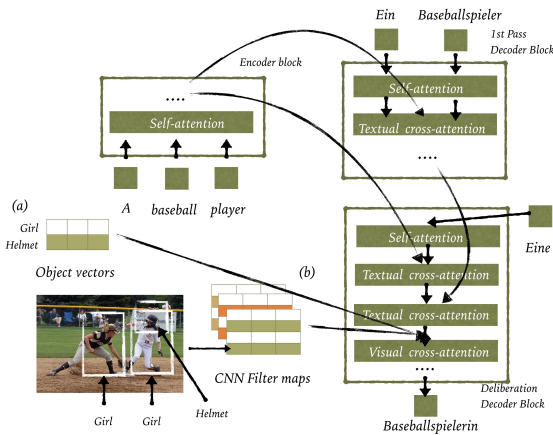 Ein Baseballspieler
1st Pass
Decoder Block
Encoder block
....
Self-attention
Self-attention
Textual cross-attention
....
A baseball player
(a)
Girl
Helmet
Object vectors
Eine
Self-attention
(b)
Textual cross-attention
Textual cross-attention
Visual cross-attention
....
CNN Filter maps
Girl Girl Helmet
Deliberation
Decoder Block
Baseballspielerin